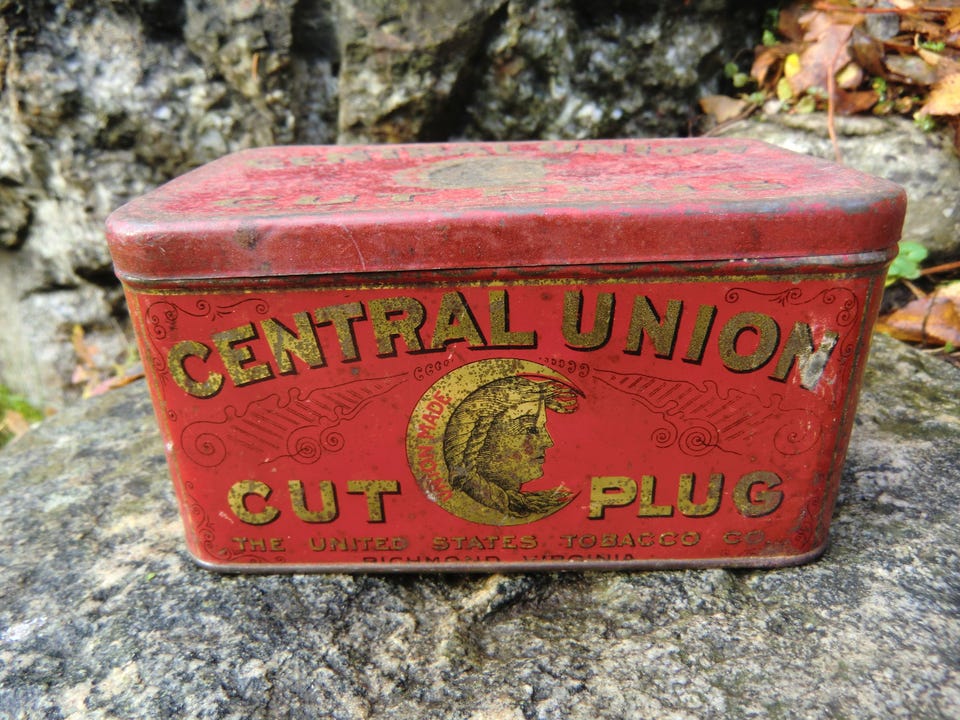 CENTRAL UNION
UNION MADE
CUT PLUG
THE UNITED STATES TOBACCO CO.
RICHMOND, VIRGINIA